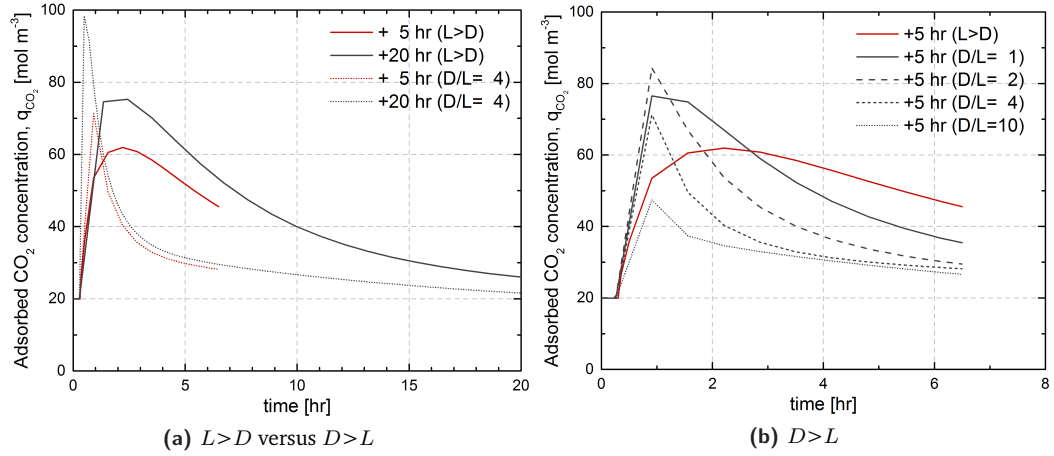 Adsorbed CO2 concentration, qCO2 [mol m-3]
100
80
60
40
20
0
0 5 10 15 20
time [hr]
+ 5 hr (L>D)
+20 hr (L>D)
+ 5 hr (D/L= 4)
+20 hr (D/L= 4)
(a) L>D versus D>L
Adsorbed CO2 concentration, qCO2 [mol m-3]
100
80
60
40
20
0
0 2 4 6 8
time [hr]
+5 hr (L>D)
+5 hr (D/L= 1)
+5 hr (D/L= 2)
+5 hr (D/L= 4)
+5 hr (D/L=10)
(b) D>L